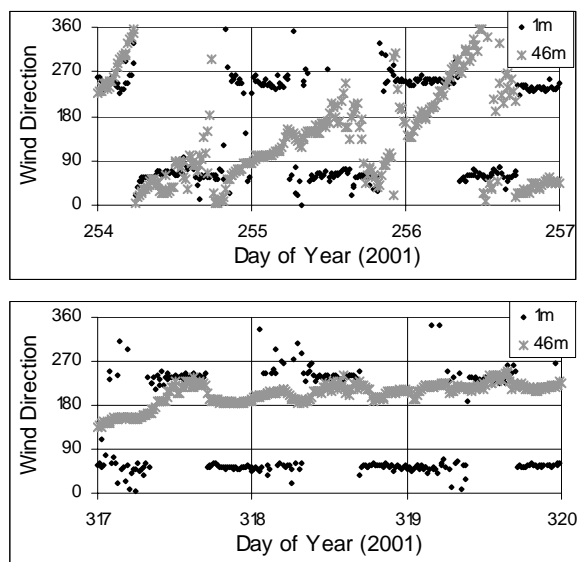 360
270
180
90
0
Wind Direction
1m
46m
254
255
256
257
Day of Year (2001)
360
270
180
90
0
Wind Direction
1m
46m
317
318
319
320
Day of Year (2001)